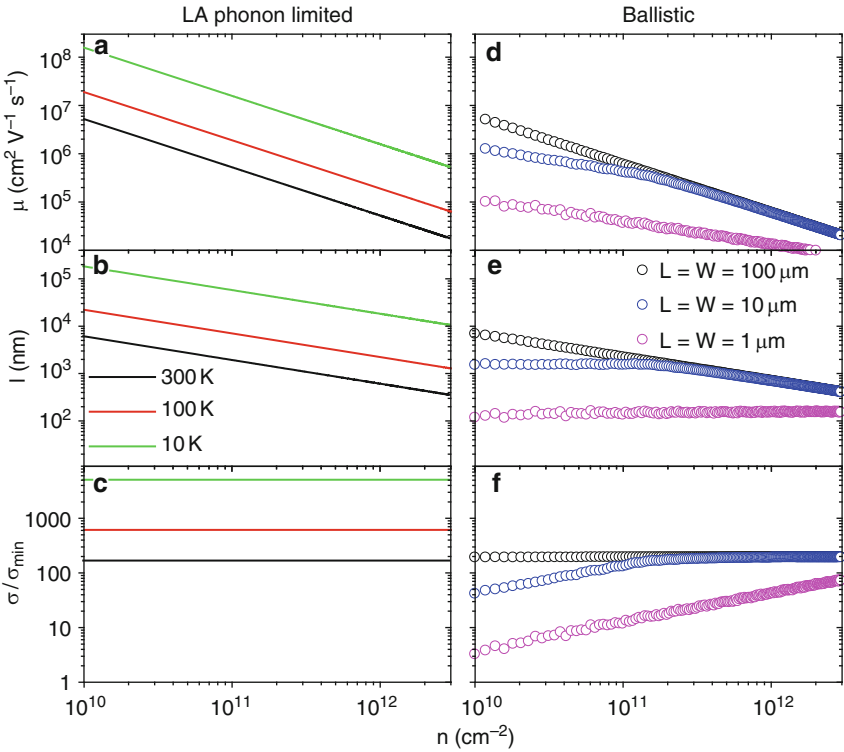 LA phonon limited
Ballistic
a
d
μ (cm² V⁻¹ s⁻¹)
10⁸
10⁷
10⁶
10⁵
10⁴
b
e
l (nm)
10⁵
10⁴
10³
10²
300 K
100 K
10 K
L = W = 100 μm
L = W = 10 μm
L = W = 1 μm
c
f
σ/σmin
1000
100
10
1
10¹⁰
10¹¹
10¹²
10¹⁰
10¹¹
10¹²
n (cm⁻²)